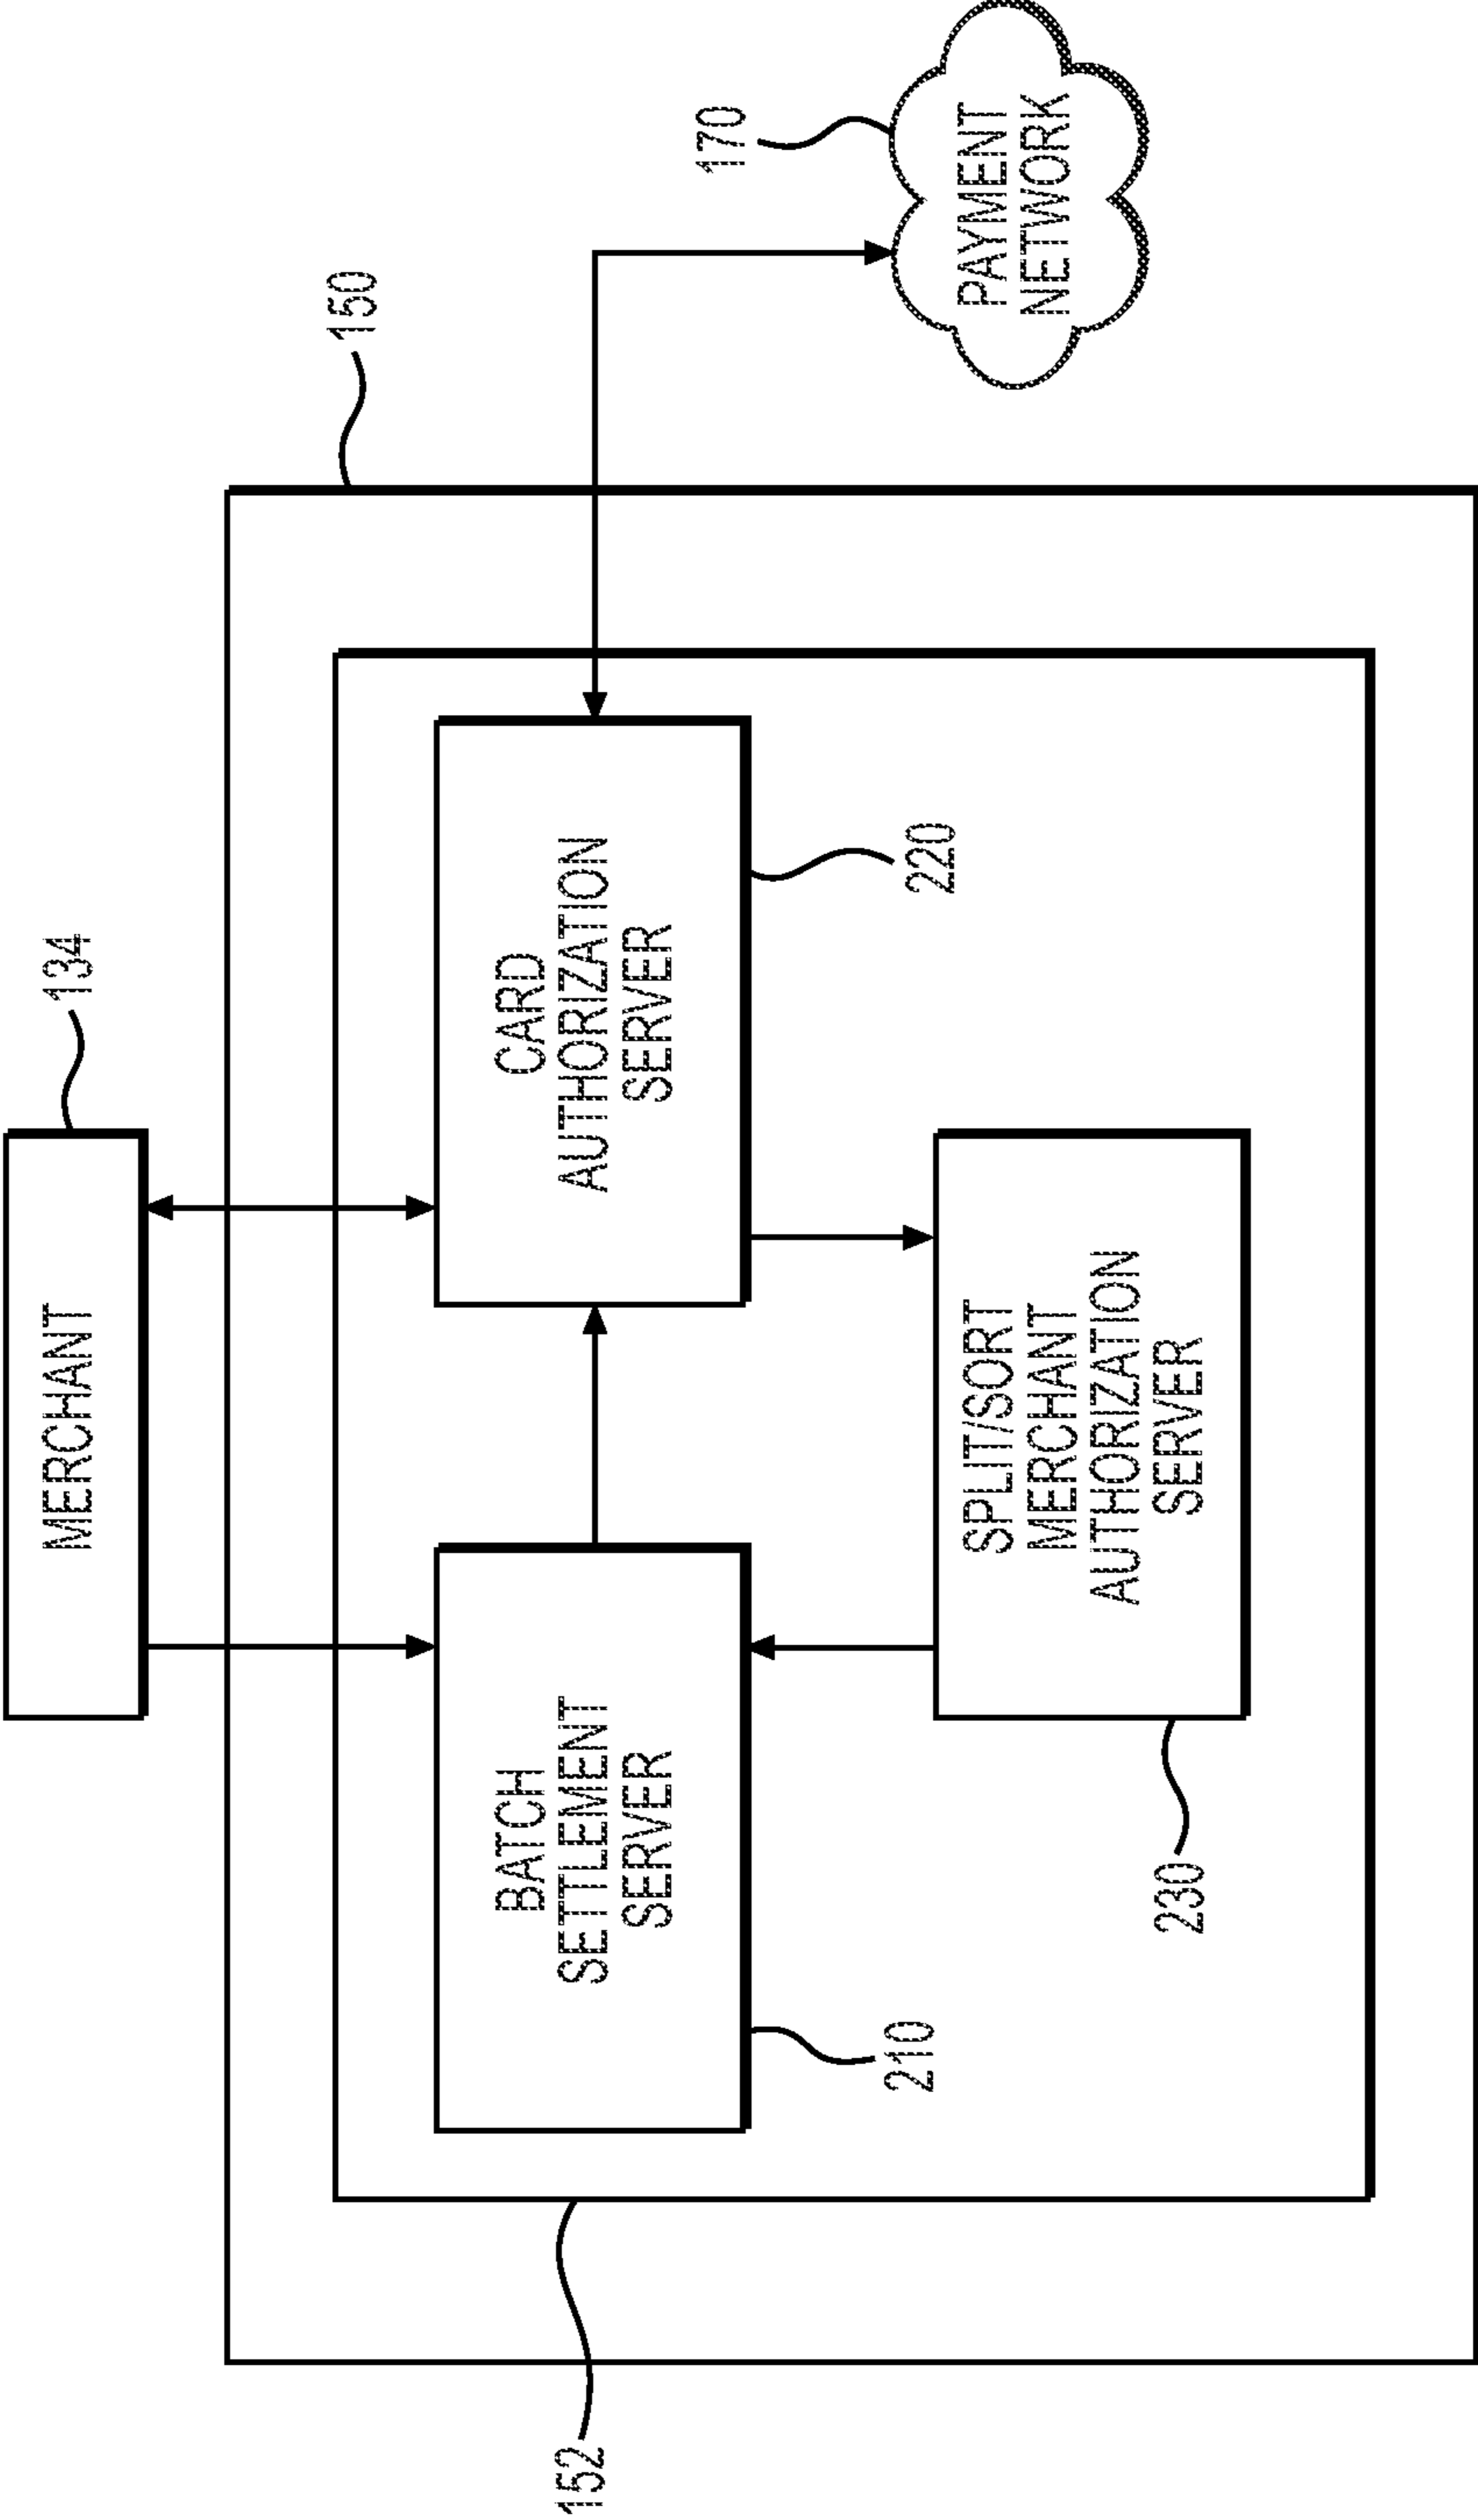 134
MERCHANT
150
170
PAYMENT
NETWORK
152
BATCH
SETTLEMENT
SERVER
210
CARD
AUTHORIZATION
SERVER
220
SPLIT/SORT
MERCHANT
AUTHORIZATION
SERVER
230